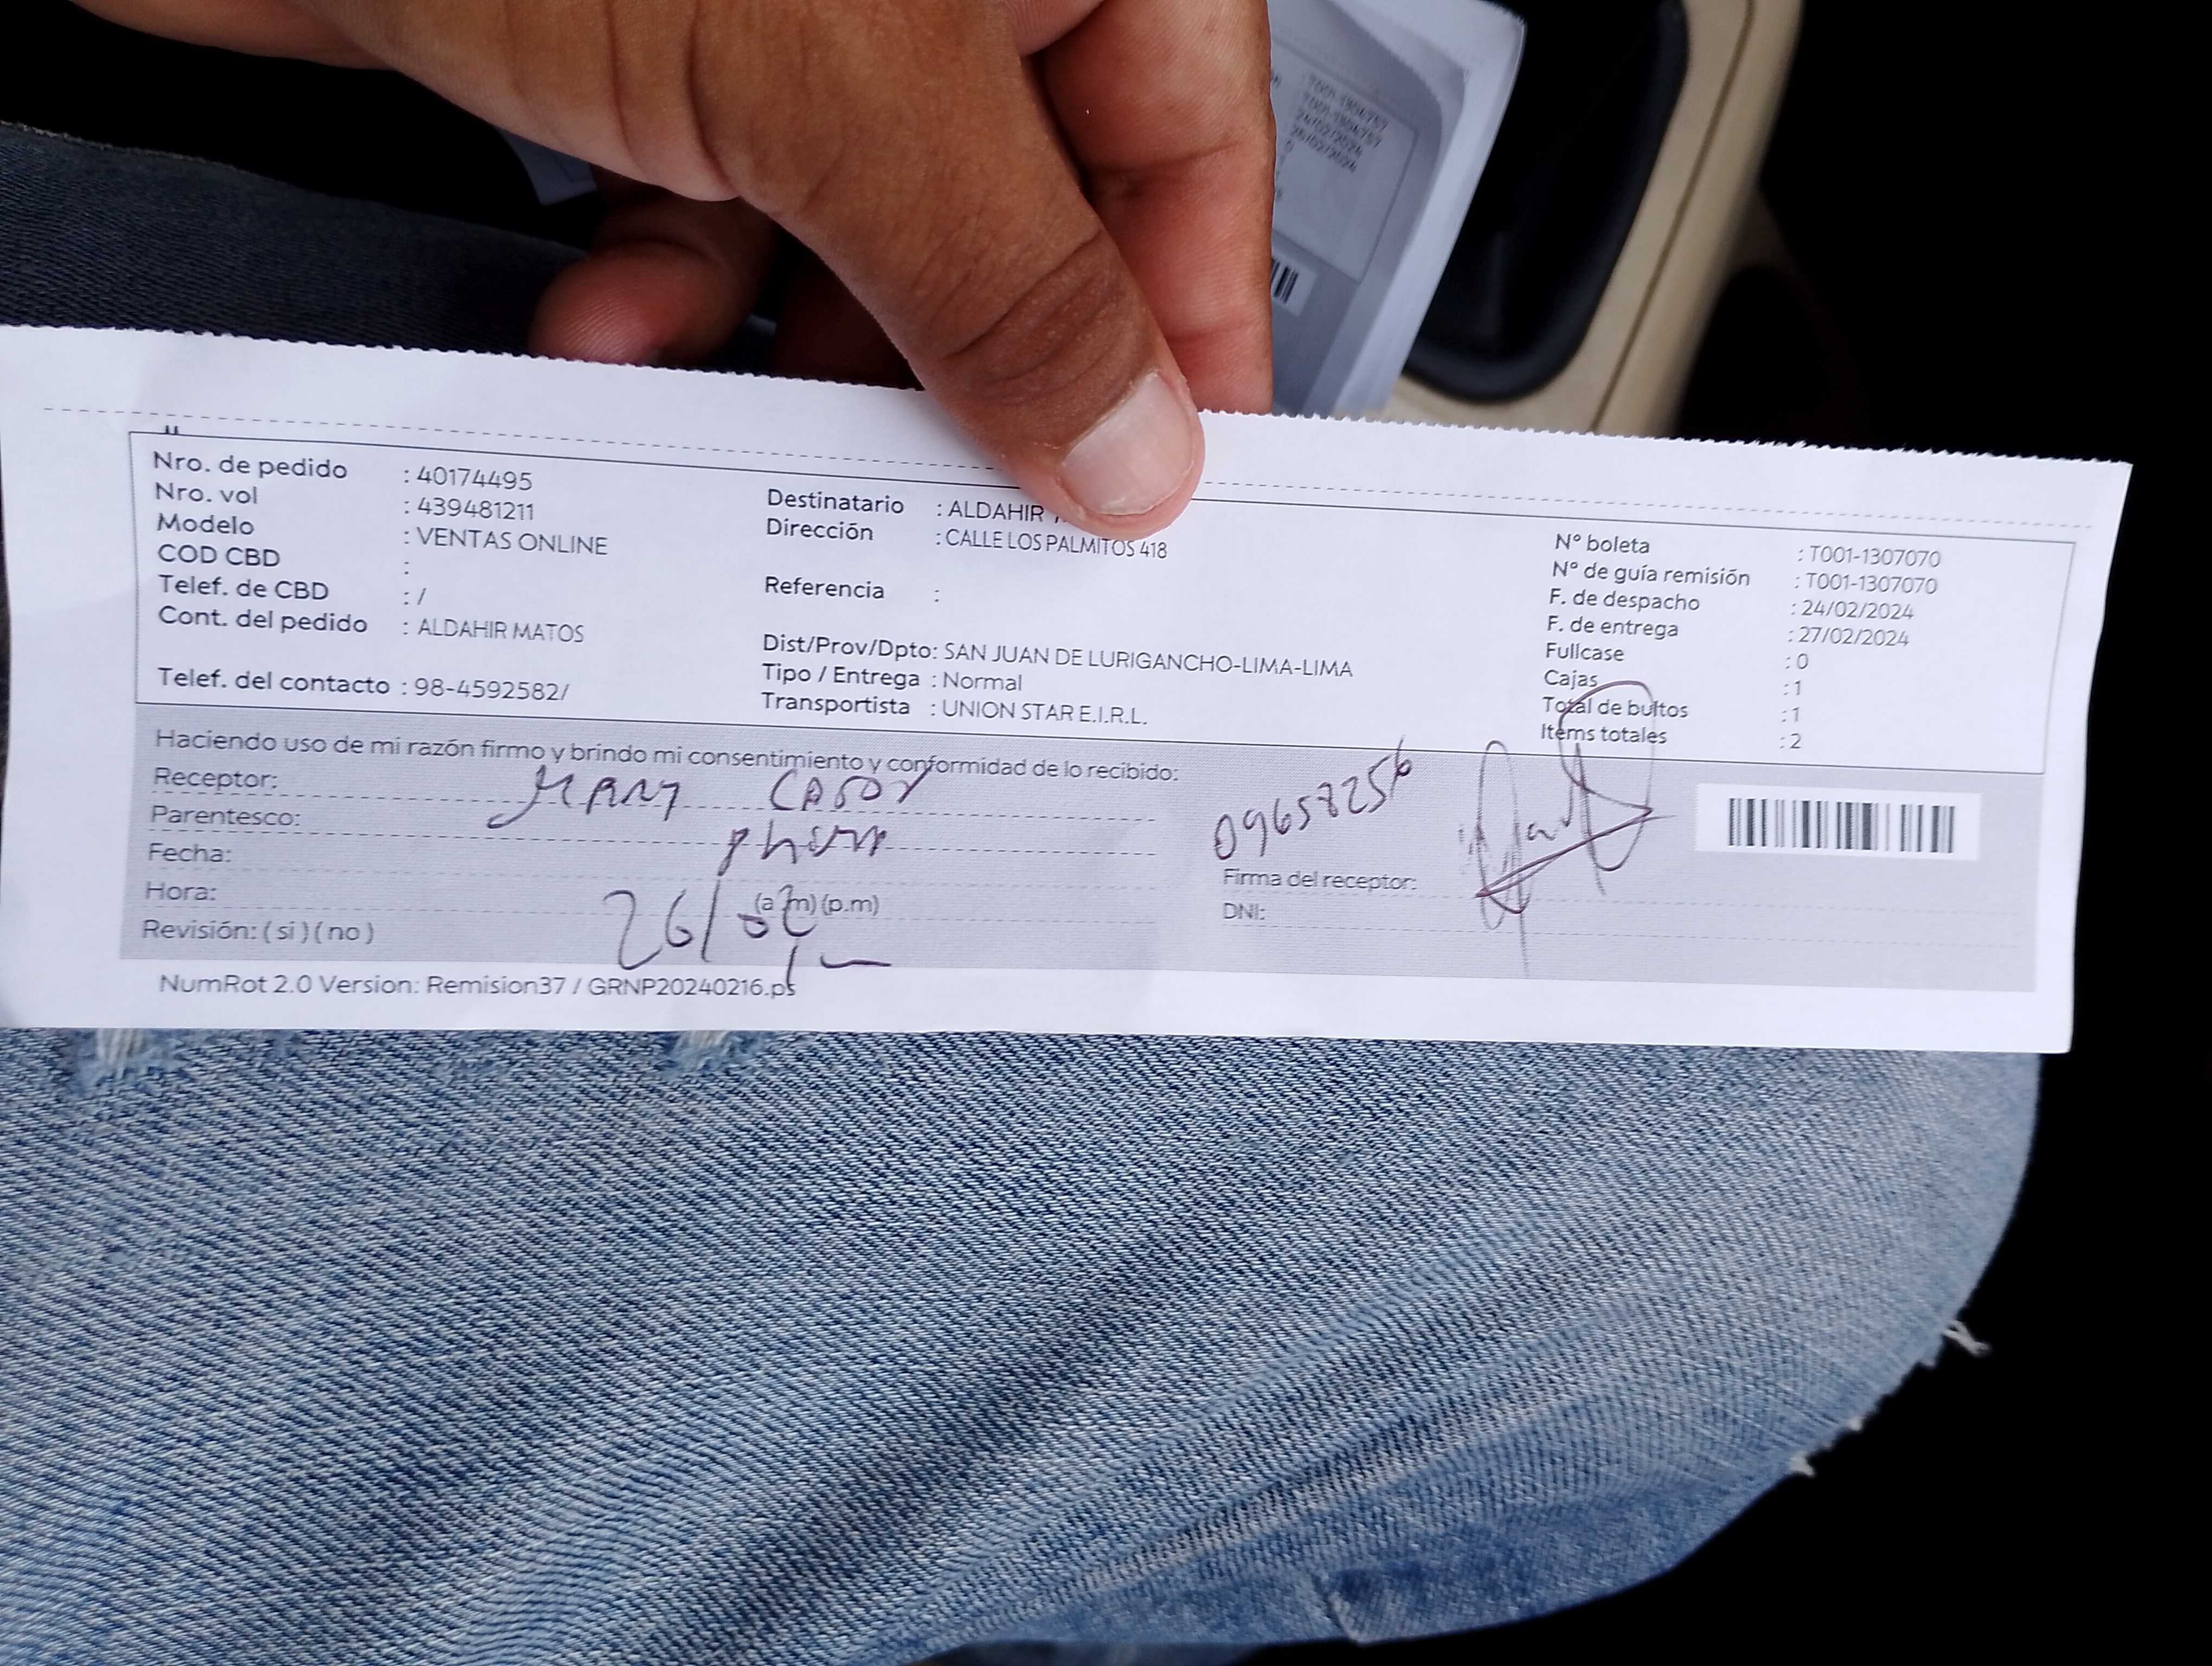 Nro. de pedido : 40174495
Nro. vol : 439481211
Modelo : VENTAS ONLINE
COD CBD :
Telef. de CBD : /
Cont. del pedido : ALDAHIR MATOS
Telef. del contacto : 98-4592582/
Destinatario : ALDAHIR
Dirección : CALLE LOS PALMITOS 418
Referencia :
Dist/Prov/Dpto: SAN JUAN DE LURIGANCHO-LIMA-LIMA
Tipo / Entrega : Normal
Transportista : UNION STAR E.I.R.L.
N° boleta : T001-1307070
N° de guía remisión : T001-1307070
F. de despacho : 24/02/2024
F. de entrega : 27/02/2024
Fullcase : 0
Cajas : 1
Total de bultos : 1
Items totales : 2
Haciendo uso de mi razón firmo y brindo mi consentimiento y conformidad de lo recibido:
Receptor:
Parentesco:
Fecha:
Hora: (a.m) (p.m)
Revisión: ( si ) ( no )
26/02
09658256
Firma del receptor:
DNI:
NumRot 2.0 Version: Remision37 / GRNP20240216.ps